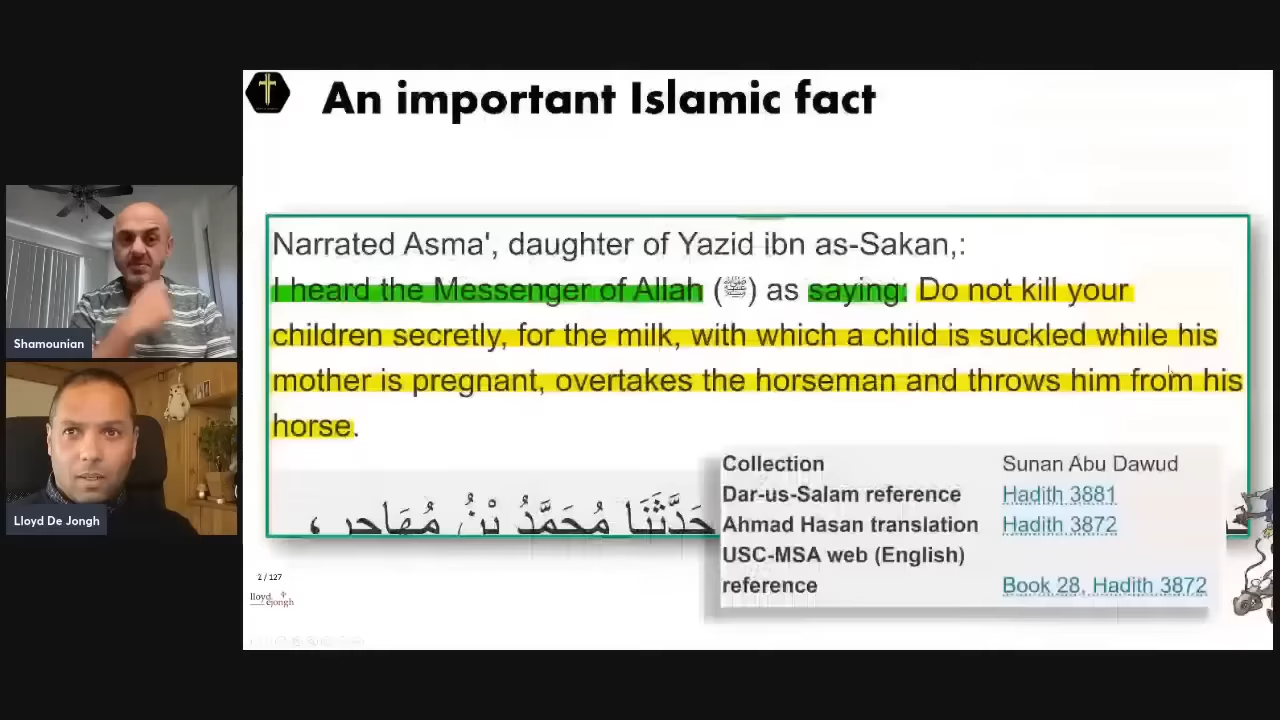 An important Islamic fact
Narrated Asma', daughter of Yazid ibn as-Sakan,:
I heard the Messenger of Allah (ﷺ) as saying: Do not kill your
children secretly, for the milk, with which a child is suckled while his
mother is pregnant, overtakes the horseman and throws him from his
horse.
حَدَّثَنَا مُحَمَّدُ بْنُ مُهَاجِرٍ ،
Collection Sunan Abu Dawud
Dar-us-Salam reference Hadith 3881
Ahmad Hasan translation Hadith 3872
USC-MSA web (English)
reference Book 28, Hadith 3872
2 / 127
lloyd
dejongh
Shamounian
Lloyd De Jongh